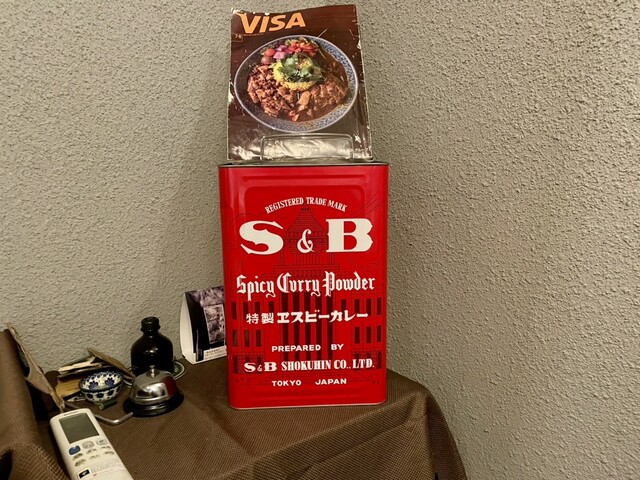 VISA
REGISTERED TRADE MARK
S & B
Spicy Curry Powder
特製 ヱスビーカレー
PREPARED BY
S&B SHOKUHIN CO., LTD.
TOKYO JAPAN